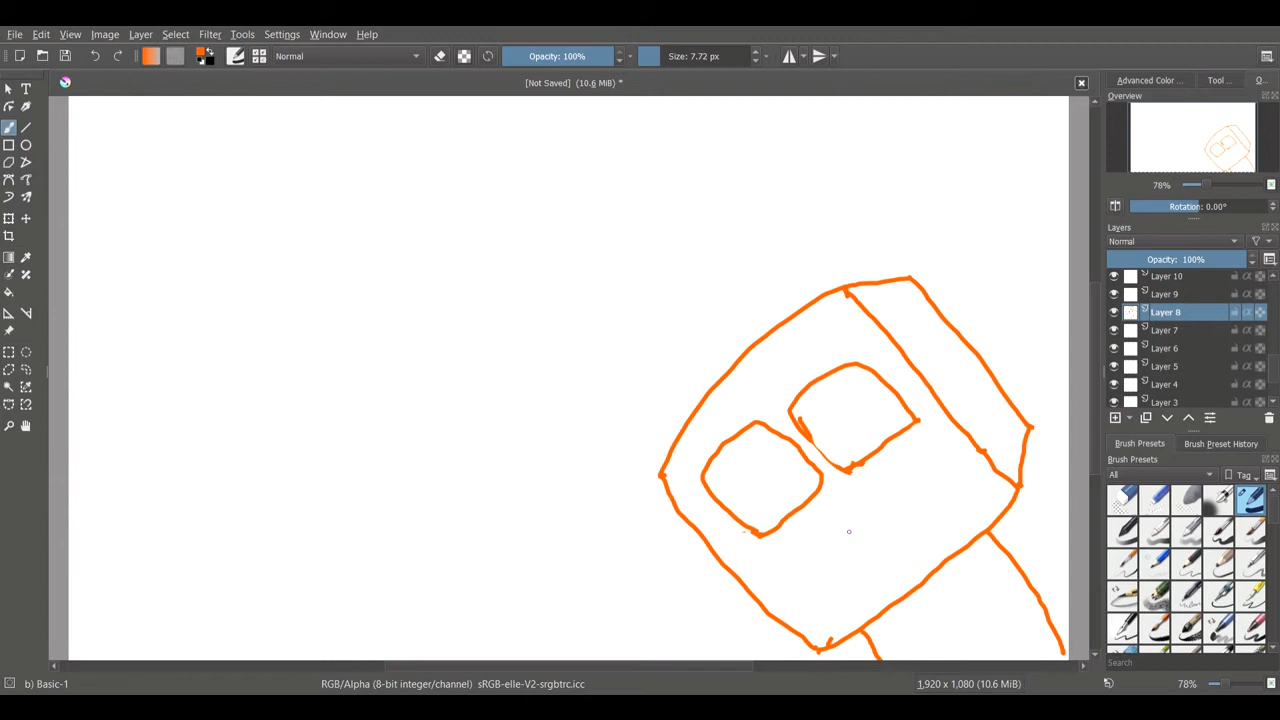 File Edit View Image Layer Select Filter Tools Settings Window Help
Normal Opacity: 100% Size: 7.72 px
[Not Saved] (10.6 MiB) *
Advanced Color ... Tool ... O...
Overview
78%
Rotation: 0.00°
Layers
Normal
Opacity: 100%
Layer 10
Layer 9
Layer 8
Layer 7
Layer 6
Layer 5
Layer 4
Layer 3
Brush Presets Brush Preset History
Brush Presets
All Tag
Search
b) Basic-1 RGB/Alpha (8-bit integer/channel) sRGB-elle-V2-srgbtrc.icc 1,920 x 1,080 (10.6 MiB) 78%